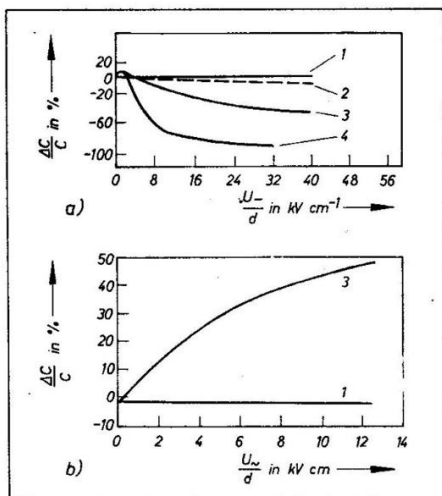 ΔC/C in %
20
0
-20
-60
-100
1
2
3
4
0 8 16 24 32 40 48 56
U_/d in kV cm⁻¹
a)
ΔC/C in %
50
40
30
20
10
0
-10
3
1
0 2 4 6 8 10 12 14
U~/d in kV cm
b)